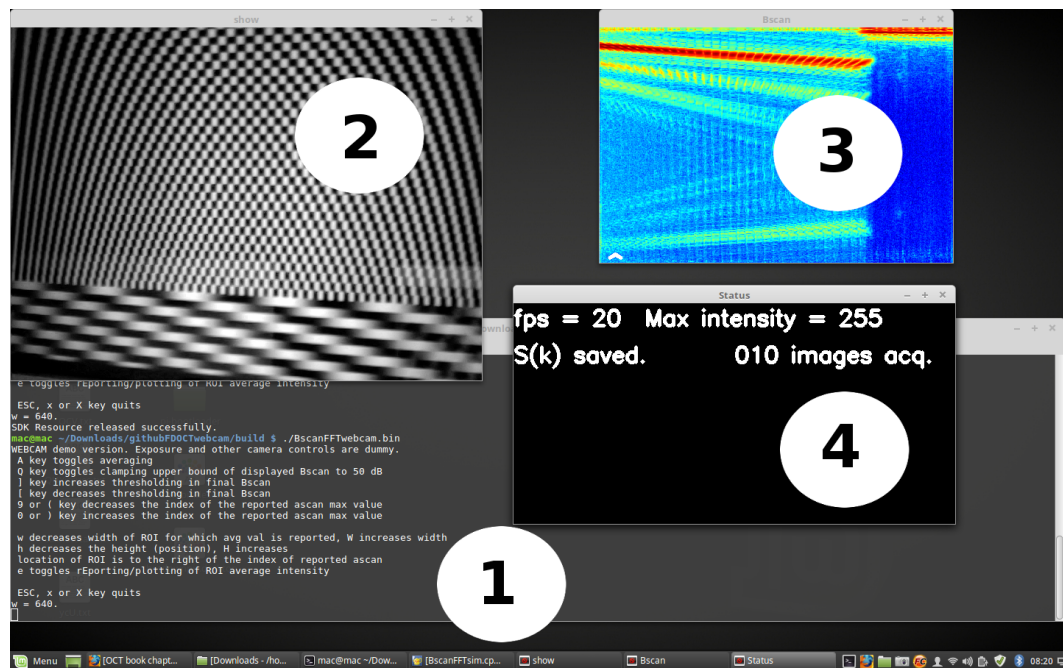 show
2
Bscan
3
Status
fps = 20 Max intensity = 255
S(k) saved. 010 images acq.
4
e toggles rEporting/plotting of ROI average intensity
ESC, x or X key quits
w = 640.
SDK Resource released successfully.
mac@mac ~/Downloads/githubFDOCTwebcam/build $ ./BscanFFTwebcam.bin
WEBCAM demo version. Exposure and other camera controls are dummy.
A key toggles averaging
Q key toggles clamping upper bound of displayed Bscan to 50 dB
] key increases thresholding in final Bscan
[ key decreases thresholding in final Bscan
9 or ( key decreases the index of the reported ascan max value
0 or ) key increases the index of the reported ascan max value
w decreases width of ROI for which avg val is reported, W increases width
h decreases the height (position), H increases
location of ROI is to the right of the index of reported ascan
e toggles rEporting/plotting of ROI average intensity
ESC, x or X key quits
w = 640.
1
Menu
[OCT book chapt...
[Downloads - /ho...
mac@mac ~/Dow...
[BscanFFTsim.cp...
show
Bscan
Status
08:20